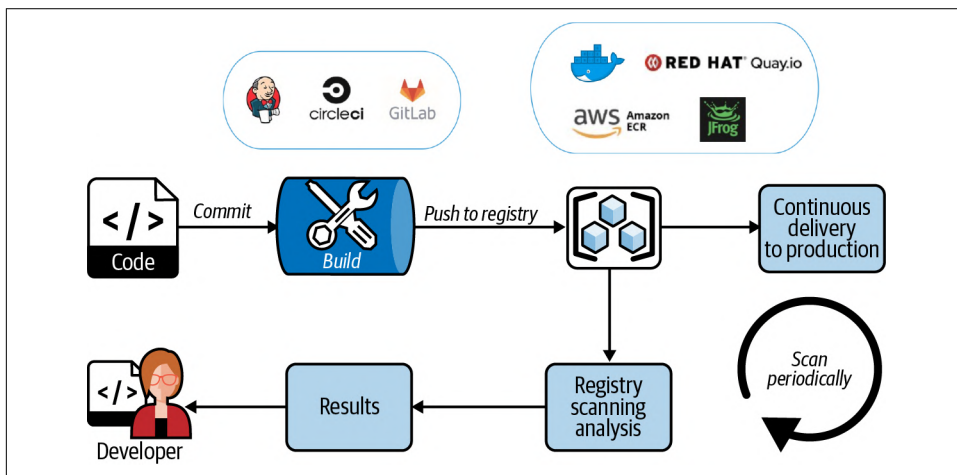 circleci
GitLab
RED HAT® Quay.io
aws Amazon
ECR
JFrog
</>
Code
Commit
Build
Push to registry
Continuous
delivery
to production
</>
Developer
Results
Registry
scanning
analysis
Scan
periodically